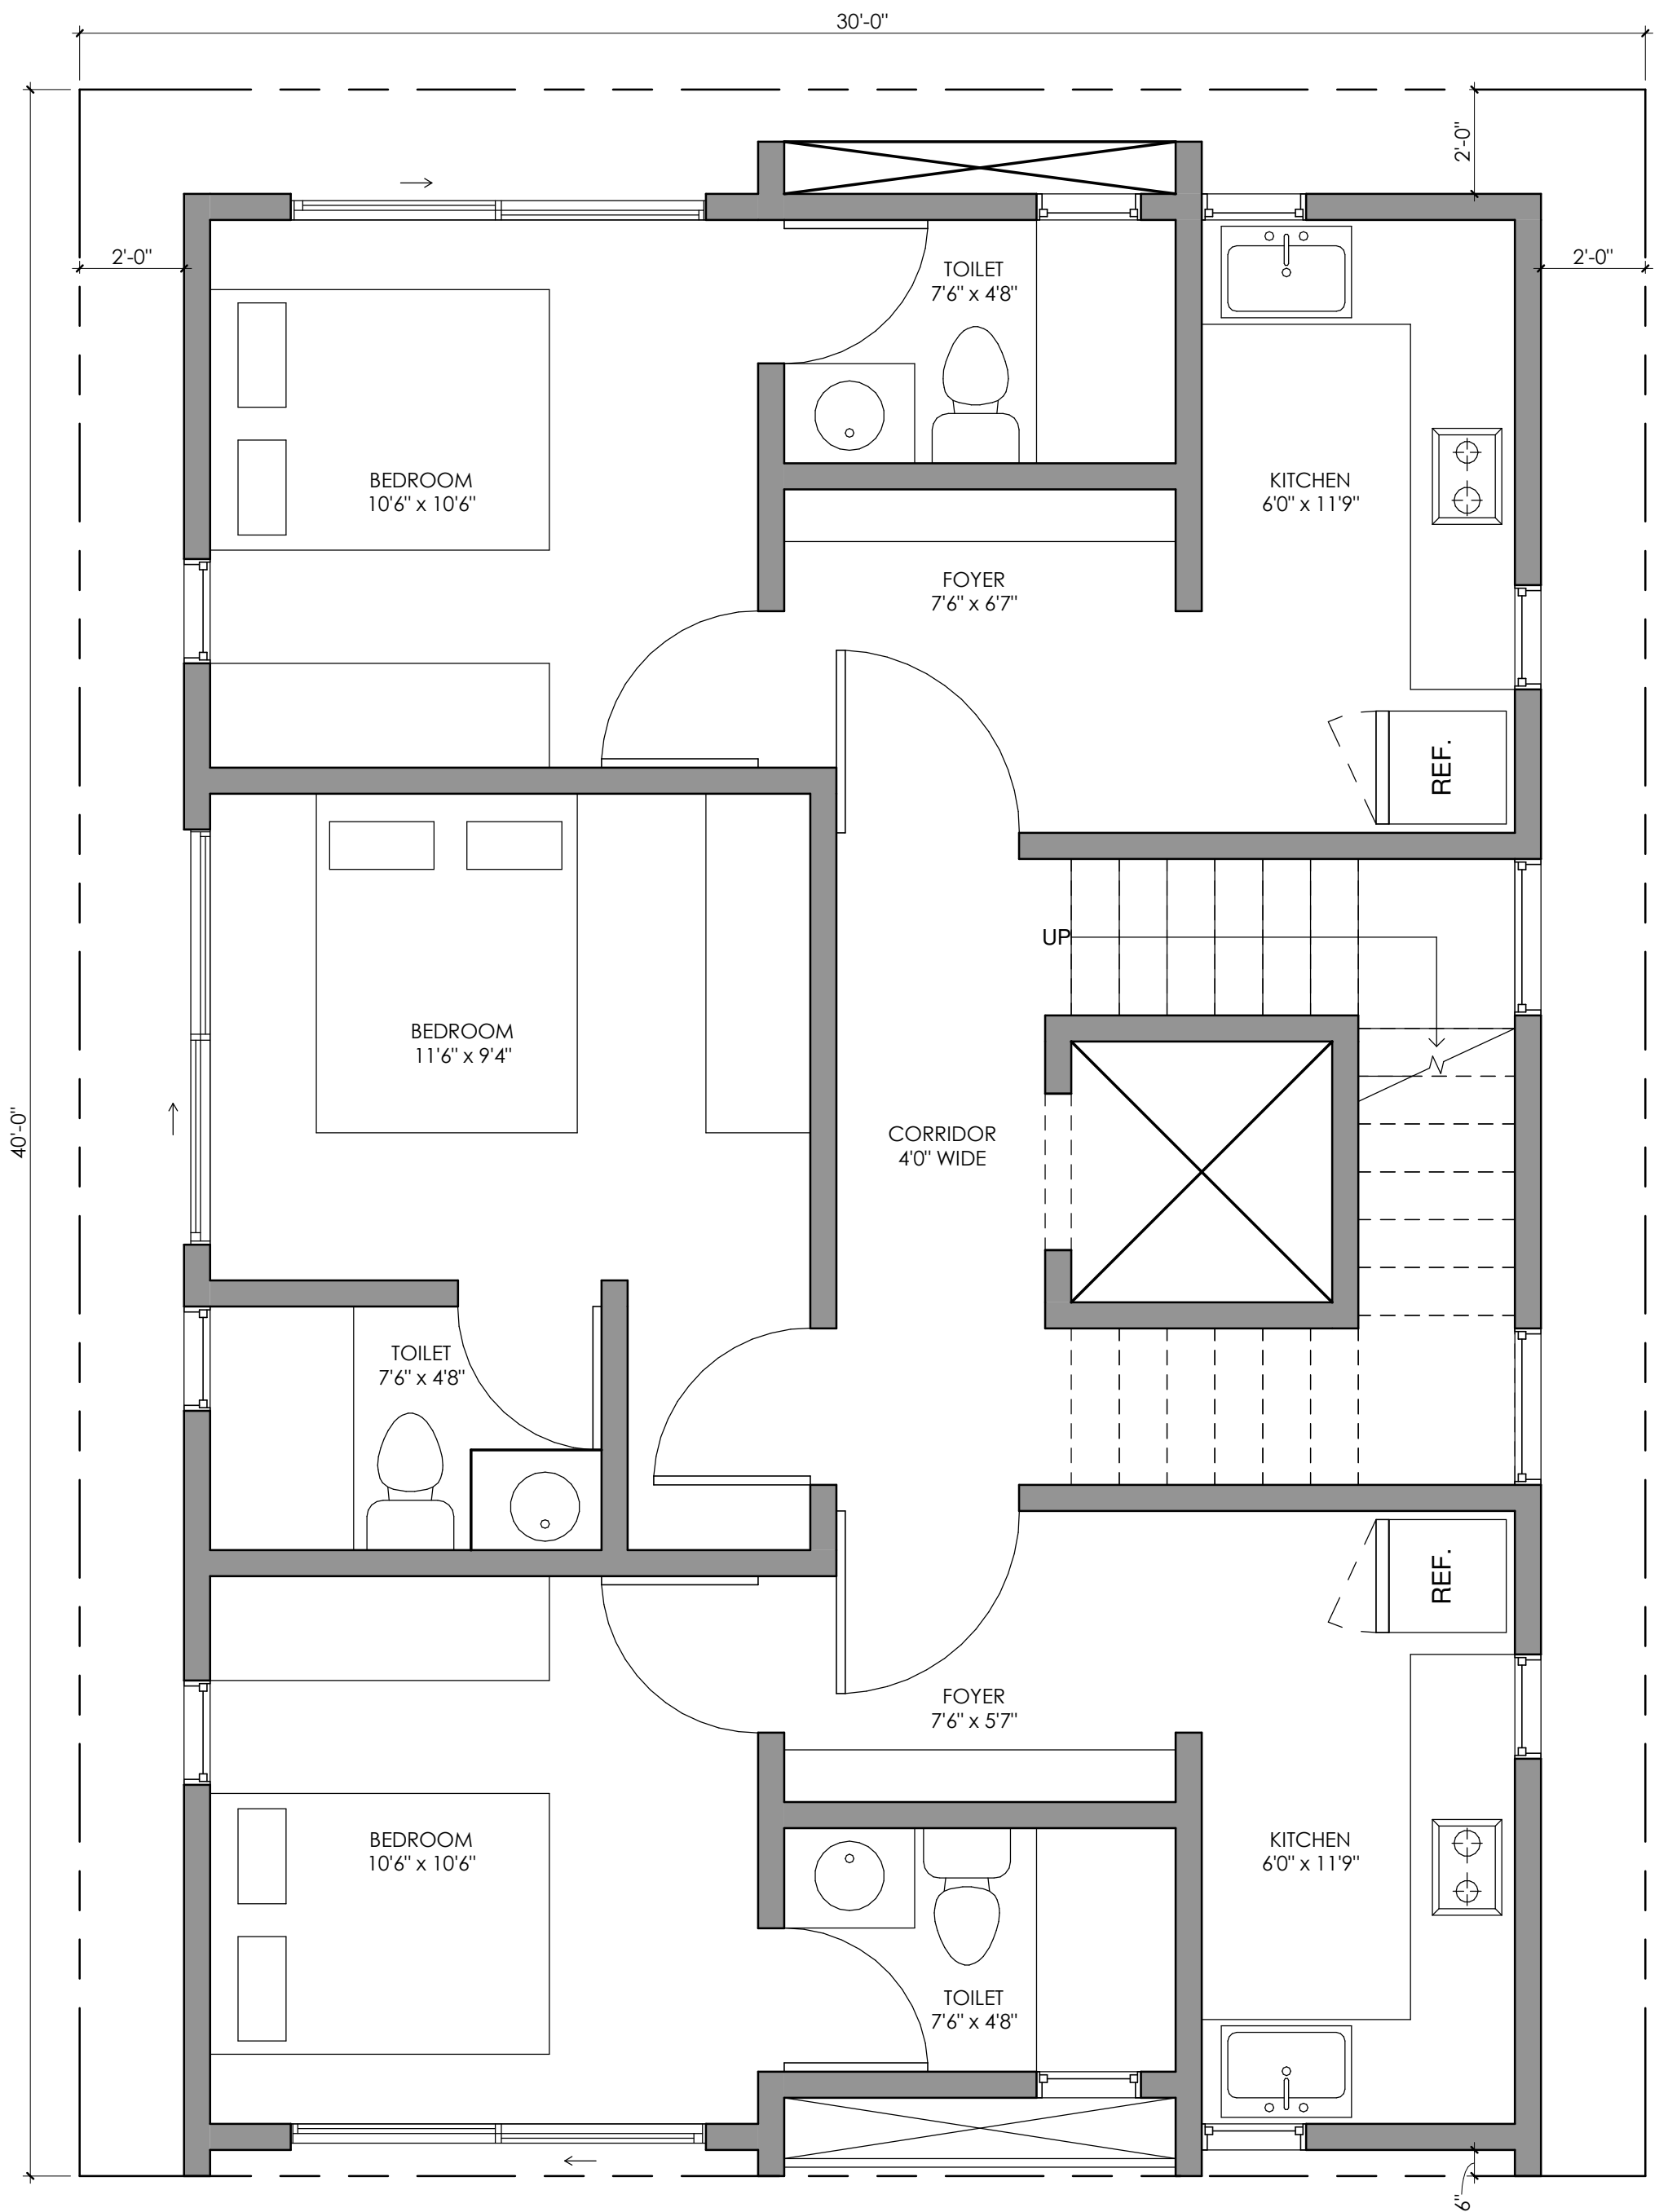 30'-0"
2'-0"
2'-0"
2'-0"
TOILET
7'6" x 4'8"
BEDROOM
10'6" x 10'6"
KITCHEN
6'0" x 11'9"
FOYER
7'6" x 6'7"
REF.
UP
BEDROOM
11'6" x 9'4"
40'-0"
CORRIDOR
4'0" WIDE
TOILET
7'6" x 4'8"
REF.
FOYER
7'6" x 5'7"
BEDROOM
10'6" x 10'6"
KITCHEN
6'0" x 11'9"
TOILET
7'6" x 4'8"
6"